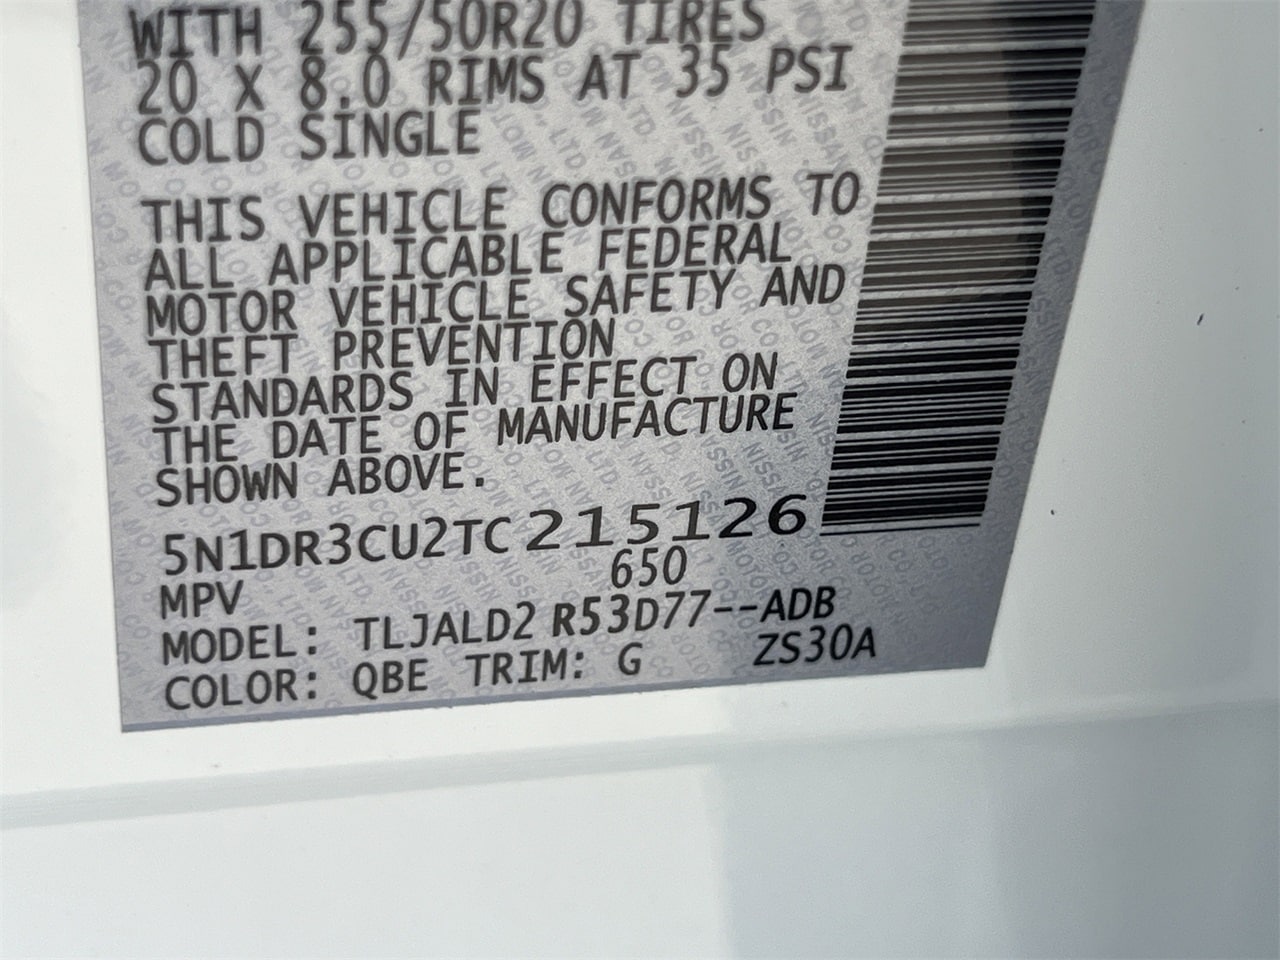 WITH 255/50R20 TIRES
20 X 8.0 RIMS AT 35 PSI
COLD SINGLE
THIS VEHICLE CONFORMS TO
ALL APPLICABLE FEDERAL
MOTOR VEHICLE SAFETY AND
THEFT PREVENTION
STANDARDS IN EFFECT ON
THE DATE OF MANUFACTURE
SHOWN ABOVE.
5N1DR3CU2TC215126
650
MPV
MODEL: TLJALD2 R53D77--ADB
COLOR: QBE TRIM: G ZS30A